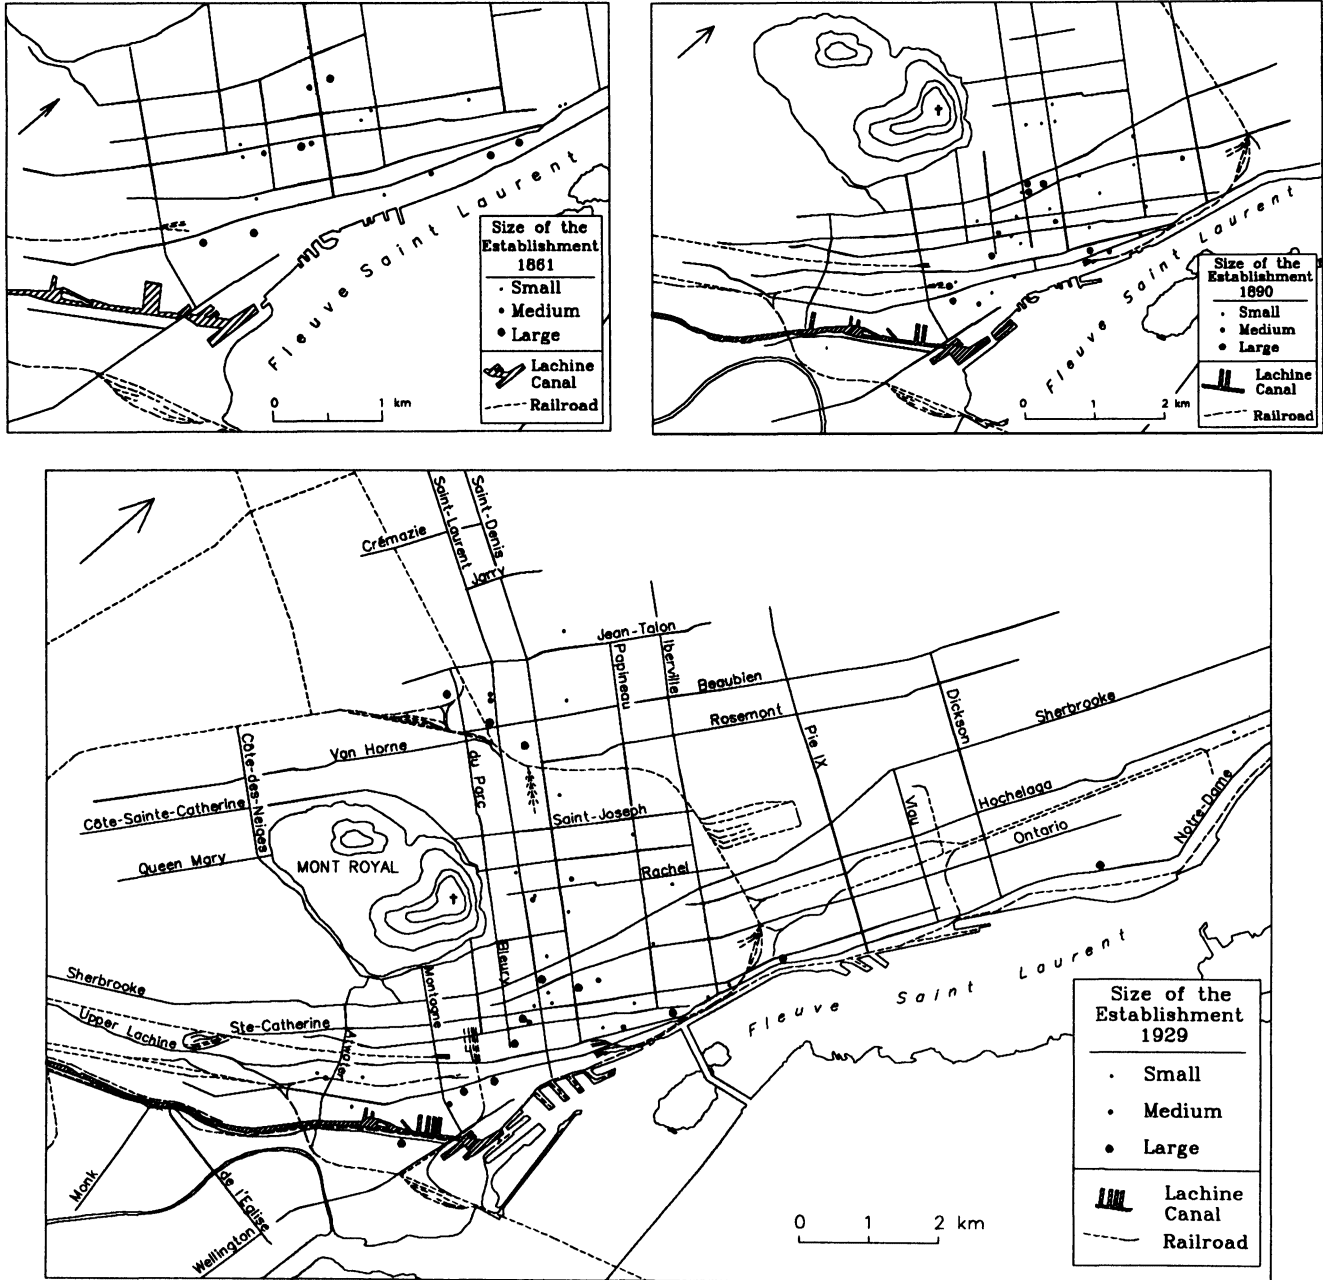 Fleuve Saint Laurent
Size of the
Establishment
1861
Small
Medium
Large
Lachine
Canal
Railroad
0 1 km
Fleuve Saint Laurent
Size of the
Establishment
1890
Small
Medium
Large
Lachine
Canal
Railroad
0 1 2 km
Saint-Laurent
Saint-Denis
Crémazie
Jarry
Jean-Talon
Papineau
Iberville
Beaubien
Rosemont
Dickson
Sherbrooke
Pie IX
Côte-des-Neiges
Van Horne
du Parc
Côte-Sainte-Catherine
Saint-Joseph
Viau
Hochelaga
Notre-Dame
Ontario
Queen Mary
MONT ROYAL
Rachel
Bleury
Montagne
Sherbrooke
Ste-Catherine
Upper Lachine
Atwater
Fleuve Saint Laurent
Monk
de l'Eglise
Wellington
0 1 2 km
Size of the
Establishment
1929
Small
Medium
Large
Lachine
Canal
Railroad